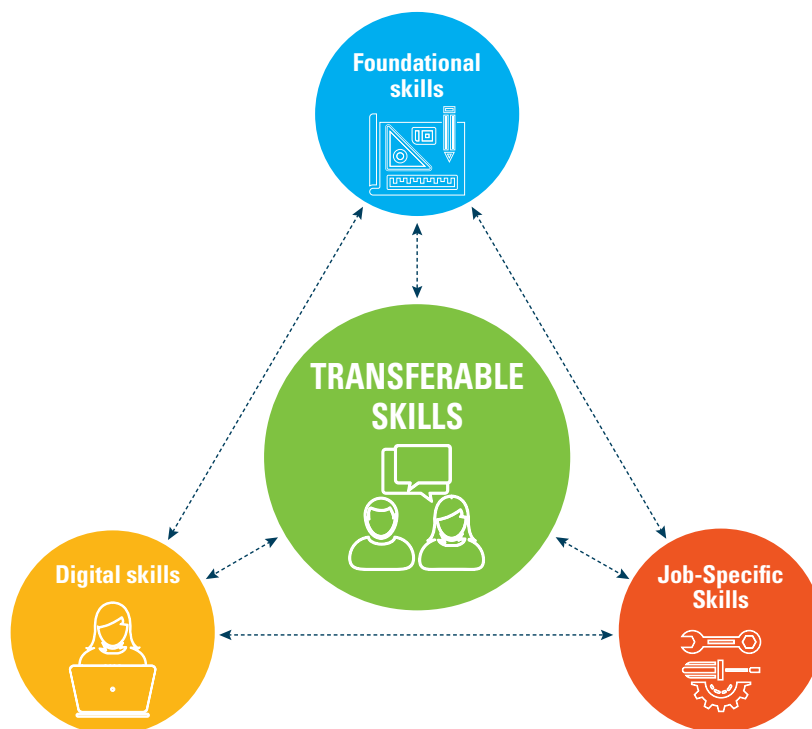 Foundational
skills
TRANSFERABLE
SKILLS
Digital skills
Job-Specific
Skills